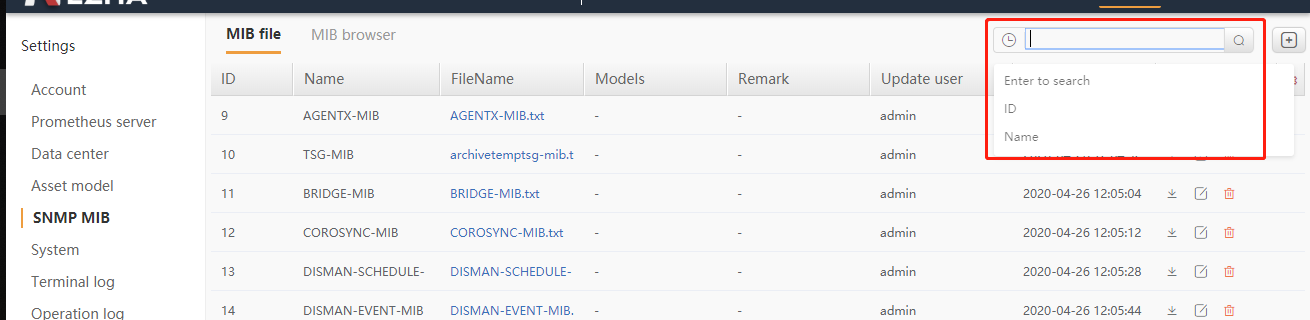 Settings
Account
Prometheus server
Data center
Asset model
SNMP MIB
System
Terminal log
Operation log
MIB file MIB browser
Enter to search
ID
Name
ID Name FileName Models Remark Update user
9 AGENTX-MIB AGENTX-MIB.txt - - admin
10 TSG-MIB archivetemptsg-mib.t - - admin
11 BRIDGE-MIB BRIDGE-MIB.txt - - admin 2020-04-26 12:05:04
12 COROSYNC-MIB COROSYNC-MIB.txt - - admin 2020-04-26 12:05:12
13 DISMAN-SCHEDULE- DISMAN-SCHEDULE- - - admin 2020-04-26 12:05:28
14 DISMAN-EVENT-MIB DISMAN-EVENT-MIB. - - admin 2020-04-26 12:05:44